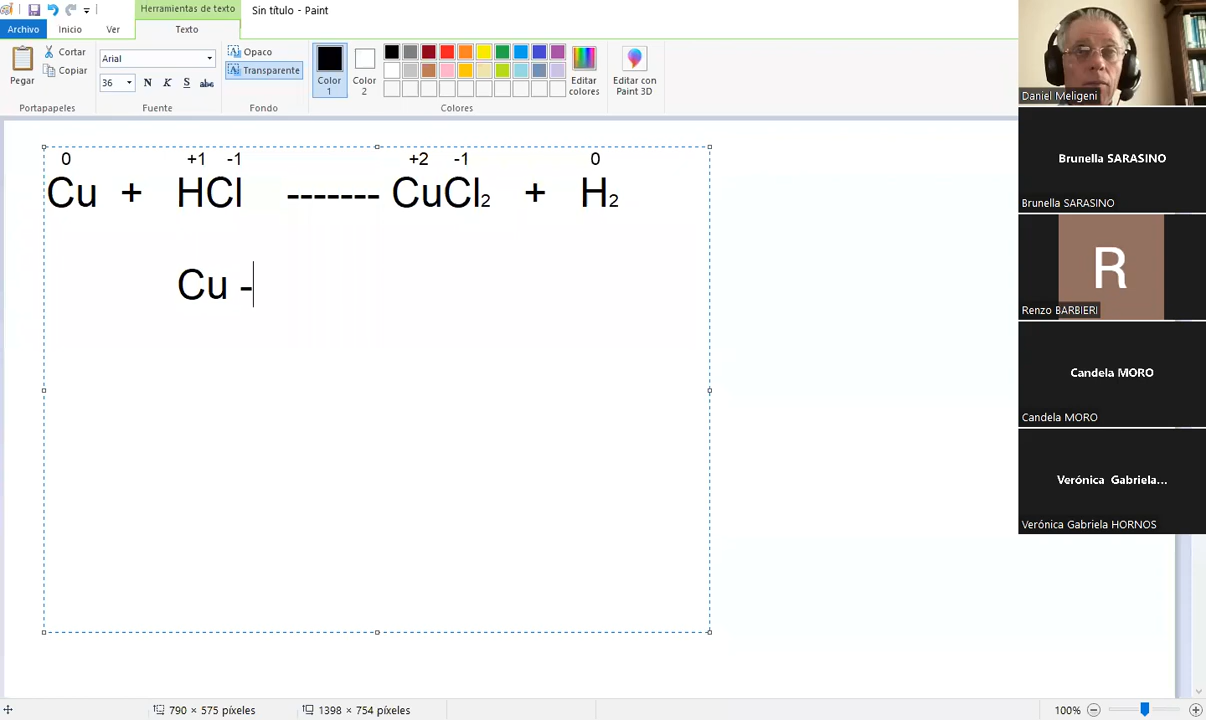 Herramientas de texto
Sin título - Paint
Archivo
Inicio
Ver
Texto
Pegar
Cortar
Copiar
Portapapeles
Arial
36
N K S abc
Fuente
Opaco
Transparente
Fondo
Color 1
Color 2
Editar colores
Colores
Editar con Paint 3D
0 +1 -1 +2 -1 0
Cu + HCl ------- CuCl2 + H2
Cu -
Daniel Meligeni
Brunella SARASINO
Brunella SARASINO
R
Renzo BARBIERI
Candela MORO
Candela MORO
Verónica Gabriela...
Verónica Gabriela HORNOS
790 × 575 píxeles
1398 × 754 píxeles
100%